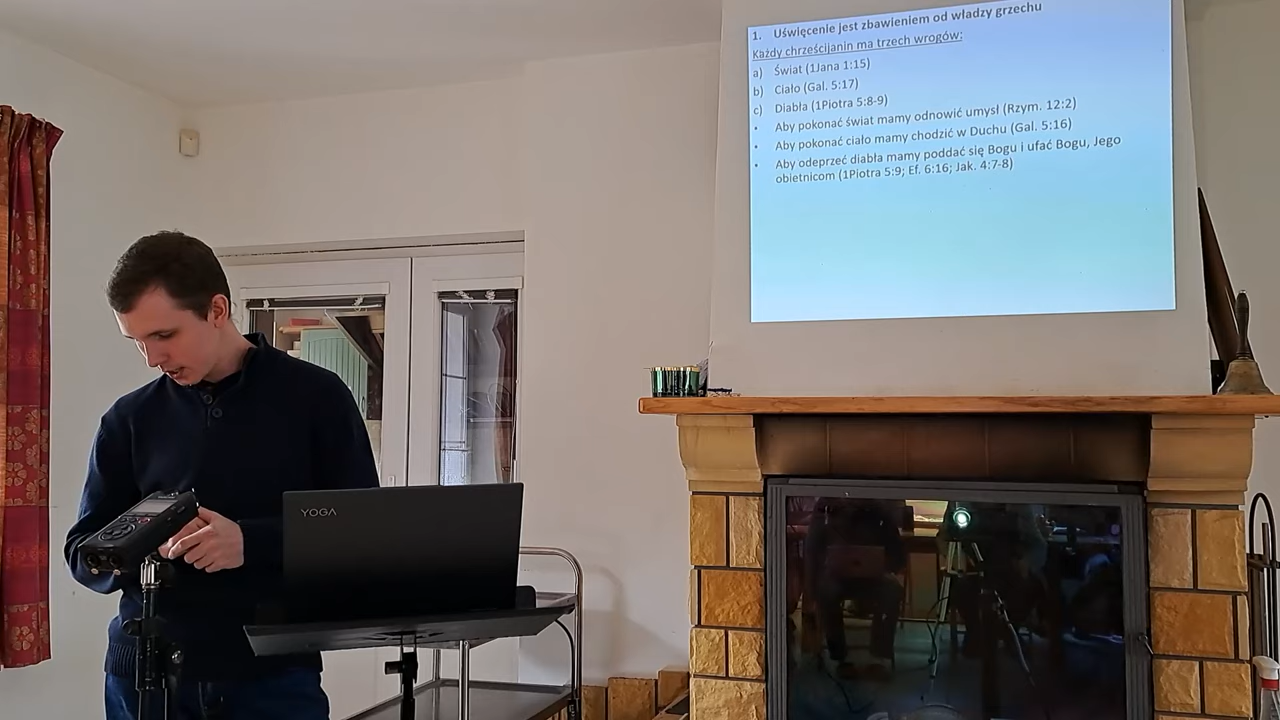 1. Uświęcenie jest zbawieniem od władzy grzechu
Każdy chrześcijanin ma trzech wrogów:
a) Świat (1Jana 1:15)
b) Ciało (Gal. 5:17)
c) Diabła (1Piotra 5:8-9)
• Aby pokonać świat mamy odnowić umysł (Rzym. 12:2)
• Aby pokonać ciało mamy chodzić w Duchu (Gal. 5:16)
• Aby odeprzeć diabła mamy poddać się Bogu i ufać Bogu, Jego
obietnicom (1Piotra 5:9; Ef. 6:16; Jak. 4:7-8)
YOGA